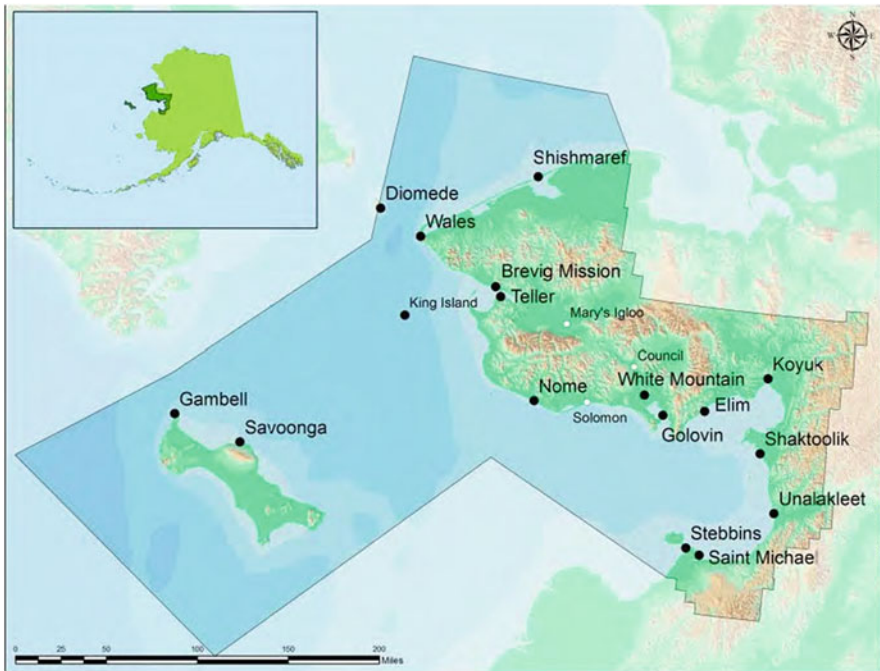 N
W E
S
Shishmaref
Diomede
Wales
Brevig Mission
Teller
King Island
Mary's Igloo
Council
Koyuk
White Mountain
Nome
Elim
Gambell
Solomon
Golovin
Savoonga
Shaktoolik
Unalakleet
Stebbins
Saint Michael
0 25 50 100 150 200
Miles